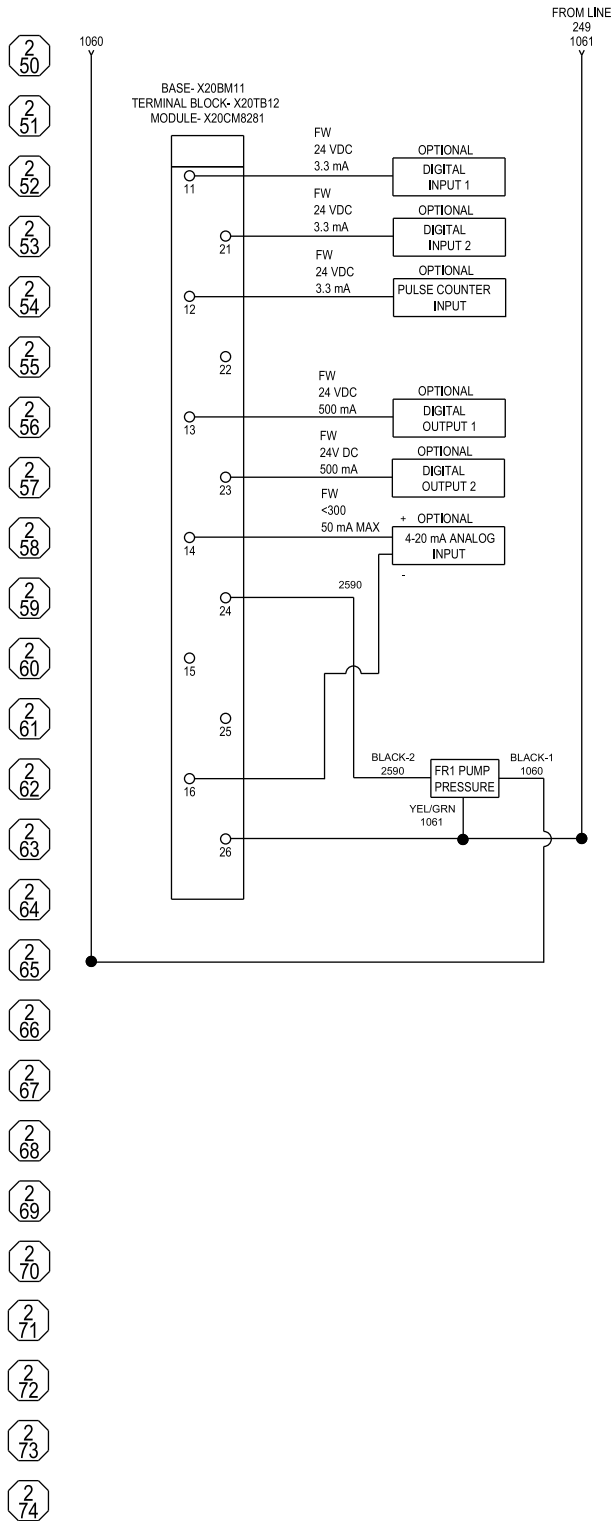 FROM LINE
249
1061
1060
2
50
BASE- X20BM11
TERMINAL BLOCK- X20TB12
MODULE- X20CM8281
2
51
FW
24 VDC
3.3 mA
OPTIONAL
DIGITAL
INPUT 1
11
2
52
FW
24 VDC
3.3 mA
OPTIONAL
DIGITAL
INPUT 2
21
2
53
FW
24 VDC
3.3 mA
OPTIONAL
PULSE COUNTER
INPUT
12
2
54
22
2
55
FW
24 VDC
500 mA
OPTIONAL
DIGITAL
OUTPUT 1
13
2
56
FW
24V DC
500 mA
OPTIONAL
DIGITAL
OUTPUT 2
23
2
57
FW
<300
50 mA MAX
+ OPTIONAL
4-20 mA ANALOG
INPUT
-
14
2
58
2590
24
2
59
15
2
60
25
2
61
BLACK-2
2590
FR1 PUMP
PRESSURE
BLACK-1
1060
16
2
62
YEL/GRN
1061
26
2
63
2
64
2
65
2
66
2
67
2
68
2
69
2
70
2
71
2
72
2
73
2
74